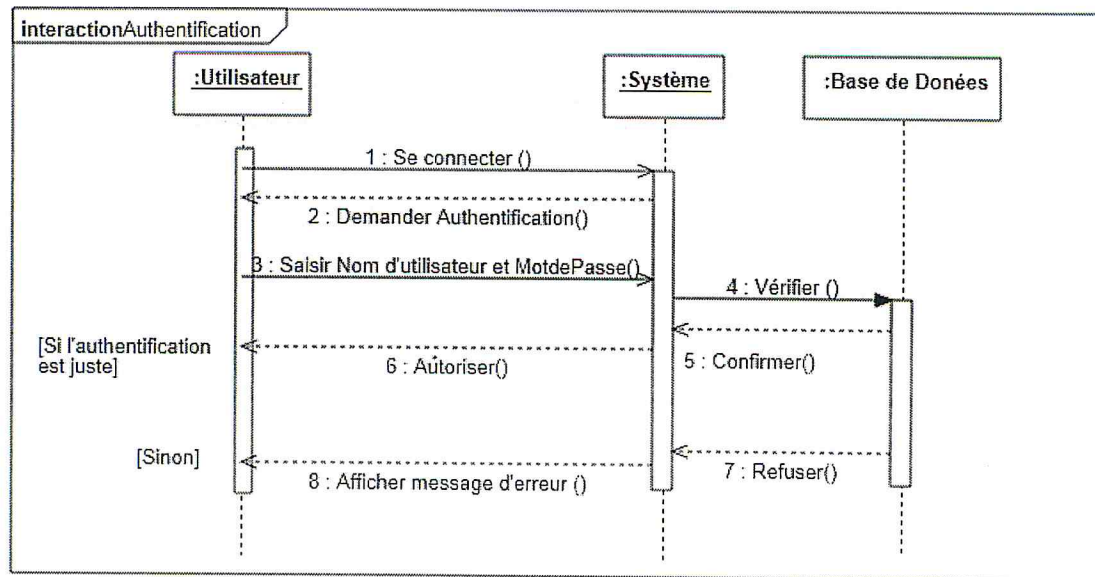 interactionAuthentification
:Utilisateur
:Système
:Base de Donées
1 : Se connecter ()
2 : Demander Authentification()
3 : Saisir Nom d'utilisateur et MotdePasse()
4 : Vérifier ()
[Si l'authentification
est juste]
6 : Autoriser()
5 : Confirmer()
[Sinon]
8 : Afficher message d'erreur ()
7 : Refuser()